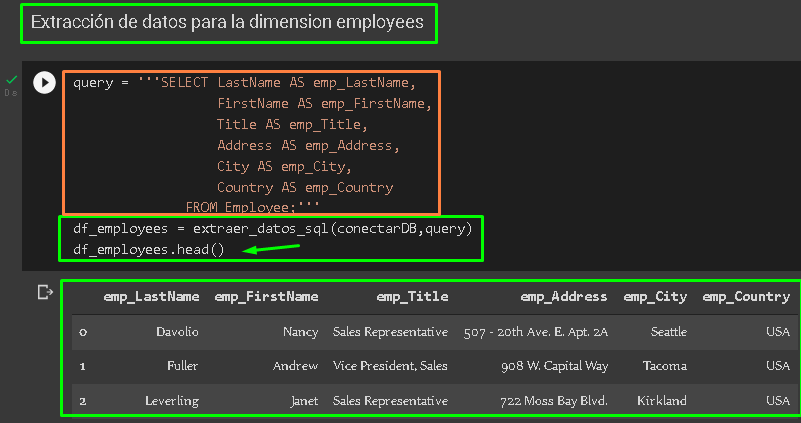 Extracción de datos para la dimension employees
query = '''SELECT LastName AS emp_LastName,
FirstName AS emp_FirstName,
Title AS emp_Title,
Address AS emp_Address,
City AS emp_City,
Country AS emp_Country
FROM Employee;'''
df_employees = extraer_datos_sql(conectarDB,query)
df_employees.head()
emp_LastName emp_FirstName emp_Title emp_Address emp_City emp_Country
0 Davolio Nancy Sales Representative 507 - 20th Ave. E. Apt. 2A Seattle USA
1 Fuller Andrew Vice President, Sales 908 W. Capital Way Tacoma USA
2 Leverling Janet Sales Representative 722 Moss Bay Blvd. Kirkland USA